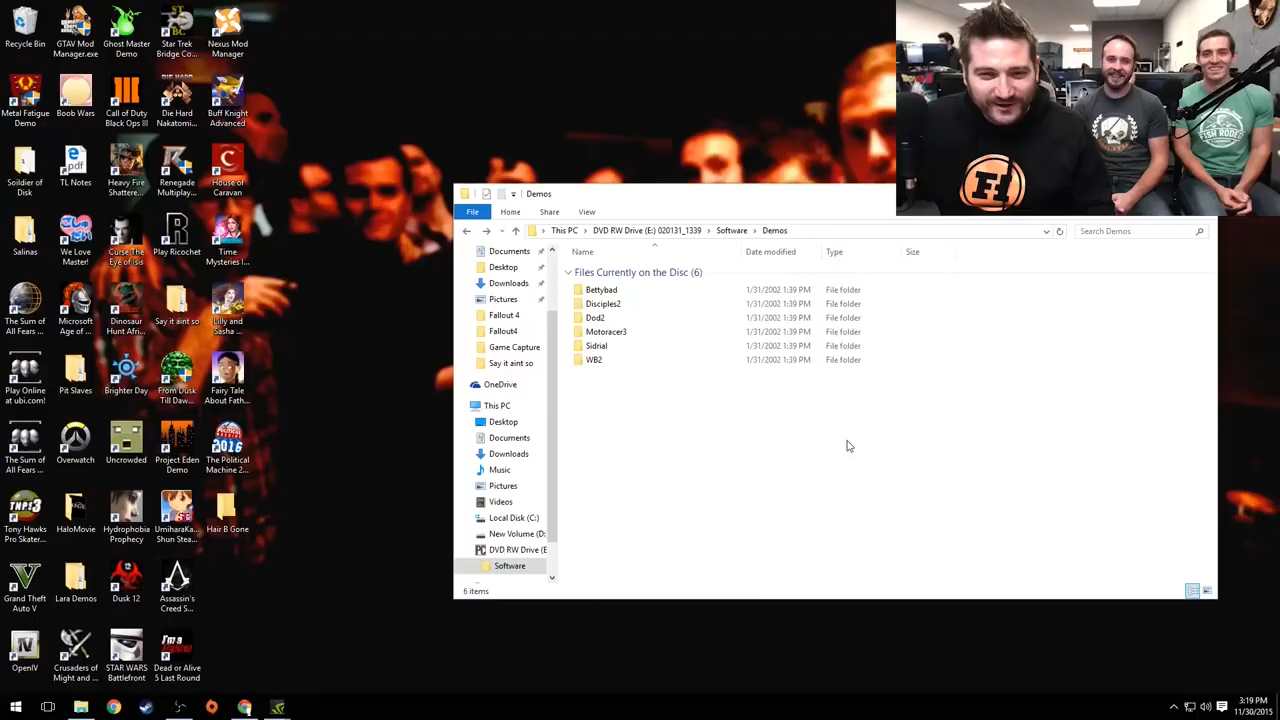 Recycle Bin
GTAV Mod Manager.exe
Ghost Master Demo
Star Trek Bridge Co...
Nexus Mod Manager
Metal Fatigue Demo
Boob Wars
Call of Duty Black Ops III
Die Hard Nakatomi...
Buff Knight Advanced
Soildier of Disk
TL Notes
Heavy Fire Shattere...
Renegade Multiplay...
House of Caravan
Salinas
We Love Master!
Curse The Eye of Isis
Play Ricochet
Time Mysteries I...
The Sum of All Fears ...
Microsoft Age of ...
Dinosaur Hunt Afri...
Say it aint so
Lilly and Sasha ...
Play Online at ubi.com!
Pit Slaves
Brighter Day
From Dusk Till Daw...
Fairy Tale About Fath...
The Sum of All Fears ...
Overwatch
Uncrowded
Project Eden Demo
The Political Machine 2...
Tony Hawks Pro Skater...
HaloMovie
Hydrophobia Prophecy
UmiharaKa... Shun Stea...
Hair B Gone
Grand Theft Auto V
Lara Demos
Dusk 12
Assassin's Creed S...
OpenIV
Crusaders of Might and ...
STAR WARS Battlefront
Dead or Alive 5 Last Round
Demos
File Home Share View
This PC > DVD RW Drive (E:) 020131_1339 > Software > Demos
Search Demos
Name Date modified Type Size
Files Currently on the Disc (6)
Bettybad 1/31/2002 1:39 PM File folder
Disciples2 1/31/2002 1:39 PM File folder
Dod2 1/31/2002 1:39 PM File folder
Motoracer3 1/31/2002 1:39 PM File folder
Sidrial 1/31/2002 1:39 PM File folder
WB2 1/31/2002 1:39 PM File folder
Documents
Desktop
Downloads
Pictures
Fallout 4
Fallout4
Game Capture
Say it aint so
OneDrive
This PC
Desktop
Documents
Downloads
Music
Pictures
Videos
Local Disk (C:)
New Volume (D:
DVD RW Drive (E
Software
6 items
3:19 PM
11/30/2015